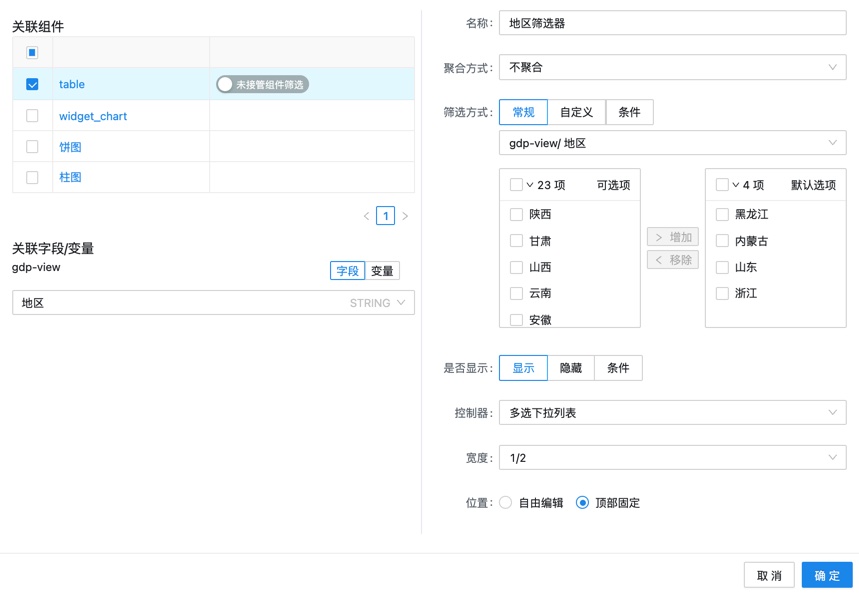 关联组件
table
未接管组件筛选
widget_chart
饼图
柱图
1
关联字段/变量
gdp-view
字段
变量
地区
STRING
名称:
地区筛选器
聚合方式:
不聚合
筛选方式:
常规
自定义
条件
gdp-view/ 地区
23 项
可选项
陕西
甘肃
山西
云南
安徽
增加
移除
4 项
默认选项
黑龙江
内蒙古
山东
浙江
是否显示:
显示
隐藏
条件
控制器:
多选下拉列表
宽度:
1/2
位置:
自由编辑
顶部固定
取 消
确 定